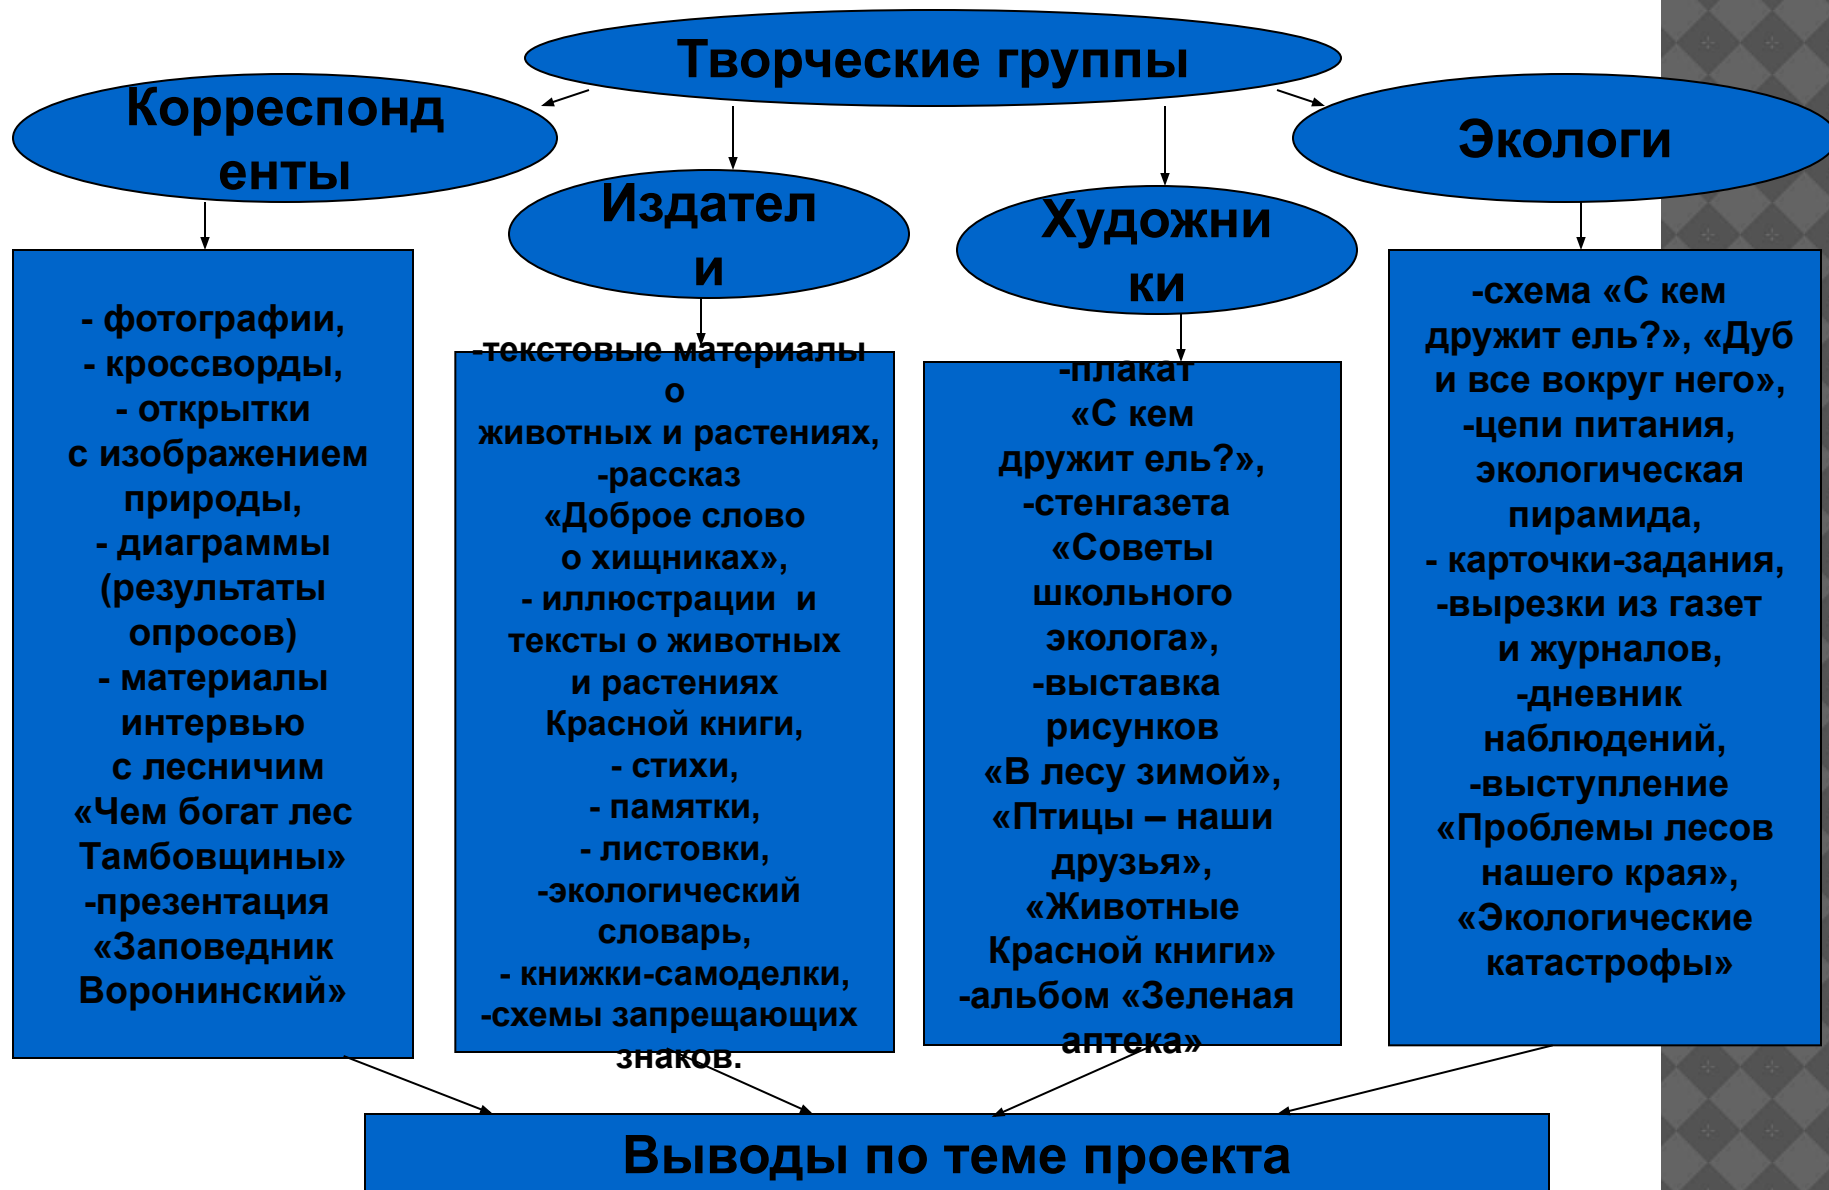 Творческие группы
Корреспонд
енты
Издател
и
Художни
ки
Экологи
- фотографии,
- кроссворды,
- открытки
с изображением
природы,
- диаграммы
(результаты
опросов)
- материалы
интервью
с лесничим
«Чем богат лес
Тамбовщины»
-презентация
«Заповедник
Воронинский»
-текстовые материалы
о
животных и растениях,
-рассказ
«Доброе слово
о хищниках»,
- иллюстрации и
тексты о животных
и растениях
Красной книги,
- стихи,
- памятки,
- листовки,
-экологический
словарь,
- книжки-самоделки,
-схемы запрещающих
знаков.
-плакат
«С кем
дружит ель?»,
-стенгазета
«Советы
школьного
эколога»,
-выставка
рисунков
«В лесу зимой»,
«Птицы – наши
друзья»,
«Животные
Красной книги»
-альбом «Зеленая
аптека»
-схема «С кем
дружит ель?», «Дуб
и все вокруг него»,
-цепи питания,
экологическая
пирамида,
- карточки-задания,
-вырезки из газет
и журналов,
-дневник
наблюдений,
-выступление
«Проблемы лесов
нашего края»,
«Экологические
катастрофы»
Выводы по теме проекта